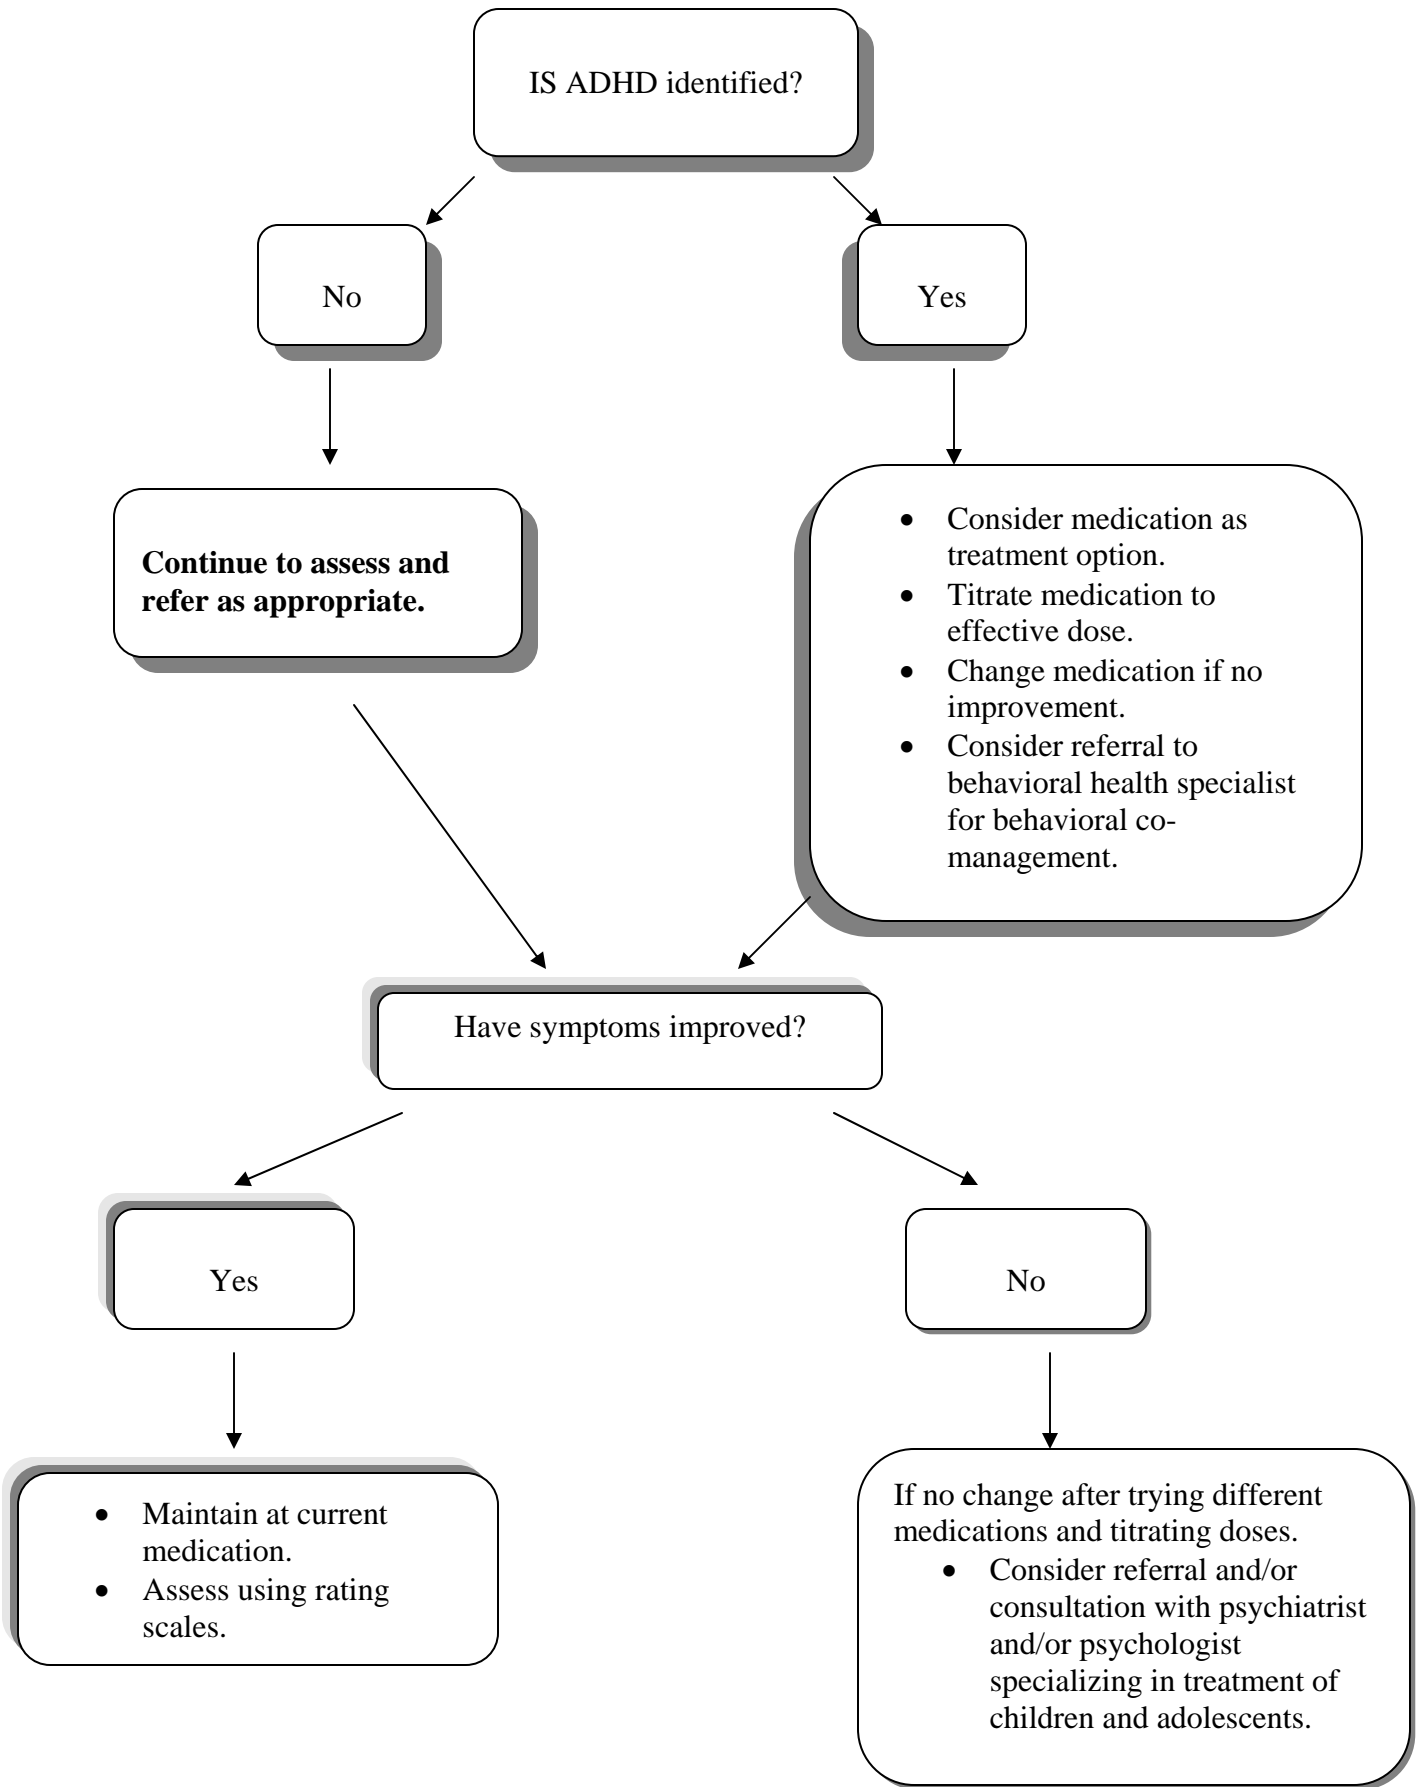 IS ADHD identified?
No
Yes
Continue to assess and
refer as appropriate.
• Consider medication as
treatment option.
• Titrate medication to
effective dose.
• Change medication if no
improvement.
• Consider referral to
behavioral health specialist
for behavioral co-
management.
Have symptoms improved?
Yes
No
• Maintain at current
medication.
• Assess using rating
scales.
If no change after trying different
medications and titrating doses.
• Consider referral and/or
consultation with psychiatrist
and/or psychologist
specializing in treatment of
children and adolescents.